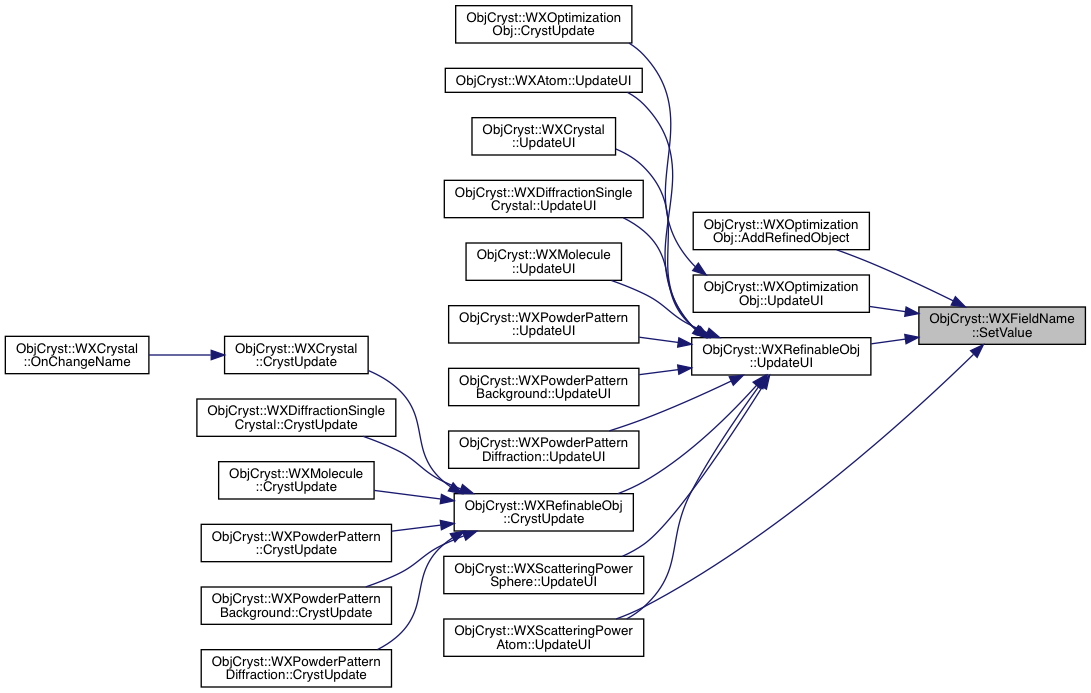 ObjCryst::WXOptimization
Obj::CrystUpdate
ObjCryst::WXAtom::UpdateUI
ObjCryst::WXCrystal
::UpdateUI
ObjCryst::WXDiffractionSingle
Crystal::UpdateUI
ObjCryst::WXMolecule
::UpdateUI
ObjCryst::WXPowderPattern
::UpdateUI
ObjCryst::WXPowderPattern
Background::UpdateUI
ObjCryst::WXPowderPattern
Diffraction::UpdateUI
ObjCryst::WXRefinableObj
::CrystUpdate
ObjCryst::WXScatteringPower
Sphere::UpdateUI
ObjCryst::WXScatteringPower
Atom::UpdateUI
ObjCryst::WXOptimization
Obj::AddRefinedObject
ObjCryst::WXOptimization
Obj::UpdateUI
ObjCryst::WXRefinableObj
::UpdateUI
ObjCryst::WXFieldName
::SetValue
ObjCryst::WXCrystal
::OnChangeName
ObjCryst::WXCrystal
::CrystUpdate
ObjCryst::WXDiffractionSingle
Crystal::CrystUpdate
ObjCryst::WXMolecule
::CrystUpdate
ObjCryst::WXPowderPattern
::CrystUpdate
ObjCryst::WXPowderPattern
Background::CrystUpdate
ObjCryst::WXPowderPattern
Diffraction::CrystUpdate